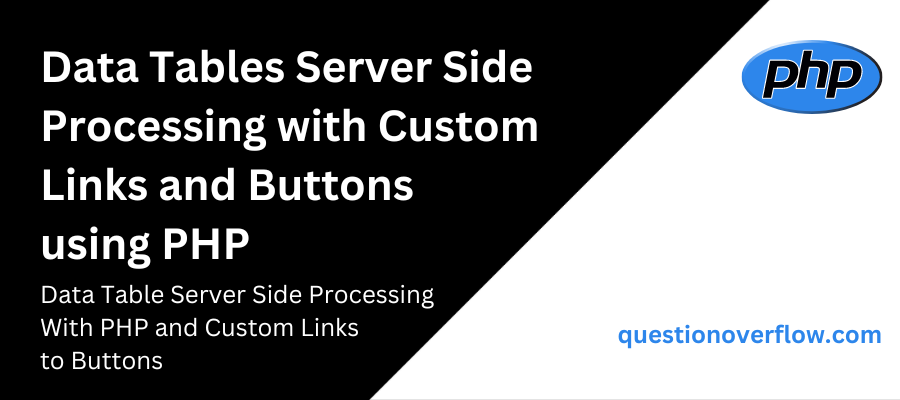 Data Tables Server Side
Processing with Custom
Links and Buttons
using PHP
Data Table Server Side Processing
With PHP and Custom Links
to Buttons
php
questionoverflow.com